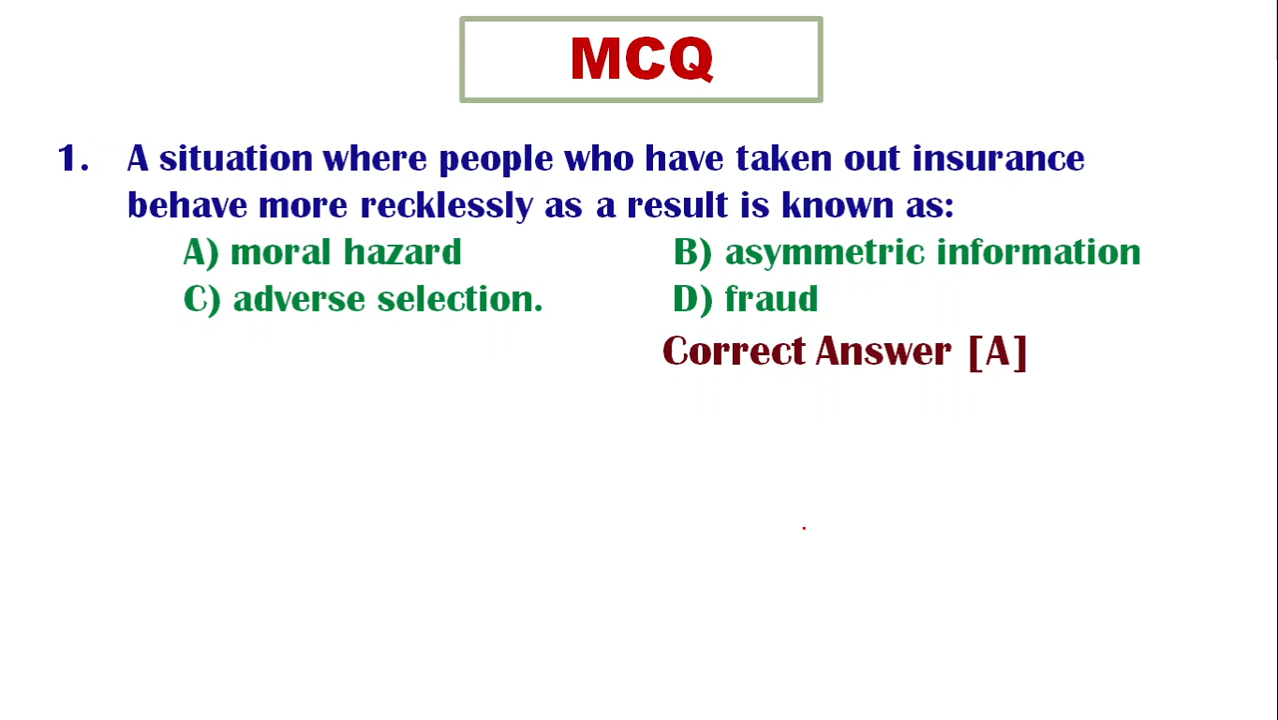 MCQ
1. A situation where people who have taken out insurance
behave more recklessly as a result is known as:
A) moral hazard B) asymmetric information
C) adverse selection. D) fraud
Correct Answer [A]